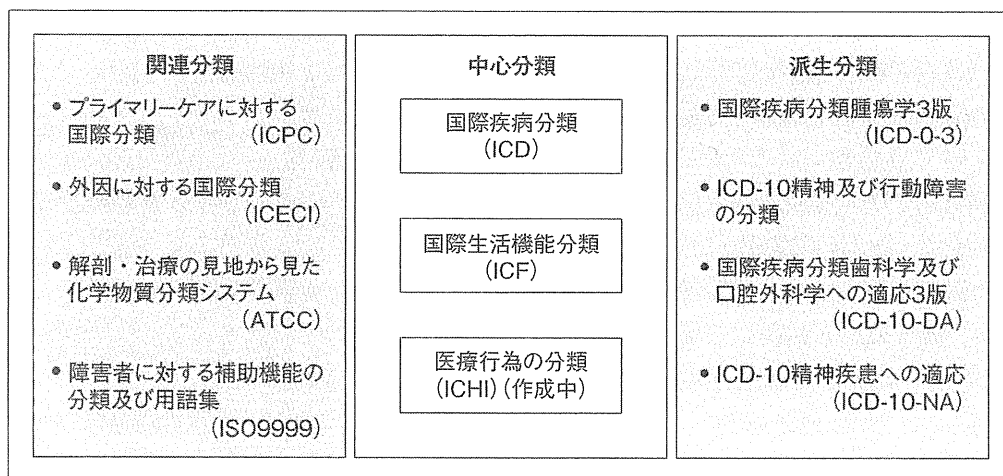 関連分類
• プライマリーケアに対する
国際分類 (ICPC)
• 外因に対する国際分類
(ICECI)
• 解剖・治療の見地から見た
化学物質分類システム
(ATCC)
• 障害者に対する補助機能の
分類及び用語集
(ISO9999)
中心分類
国際疾病分類
(ICD)
国際生活機能分類
(ICF)
医療行為の分類
(ICHI)(作成中)
派生分類
• 国際疾病分類腫瘍学3版
(ICD-0-3)
• ICD-10精神及び行動障害
の分類
• 国際疾病分類歯科学及び
口腔外科学への適応3版
(ICD-10-DA)
• ICD-10精神疾患への適応
(ICD-10-NA)